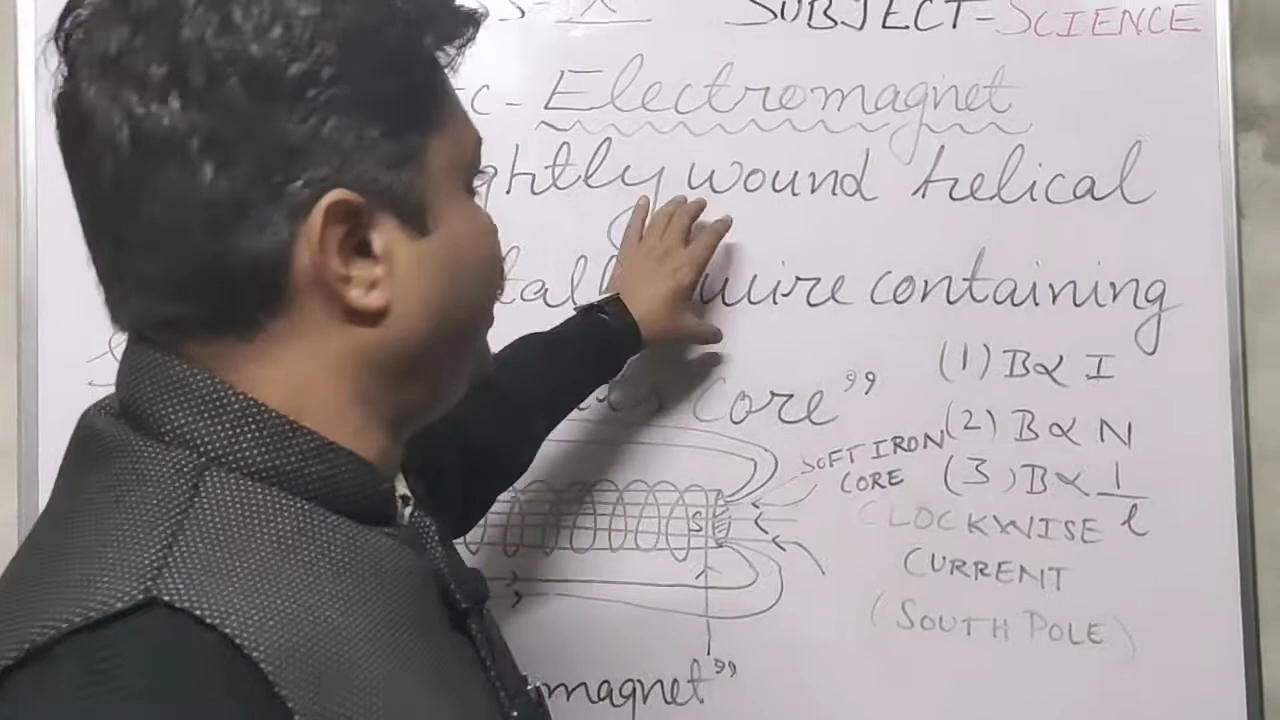 SUBJECT-SCIENCE
Electromagnet
wound helical
wire containing
core”
(1) B∝ I
(2) B ∝ N
(3) B ∝ 1/l
SOFT IRON
CORE
S
CLOCKWISE
CURRENT
(SOUTH POLE)
magnet”